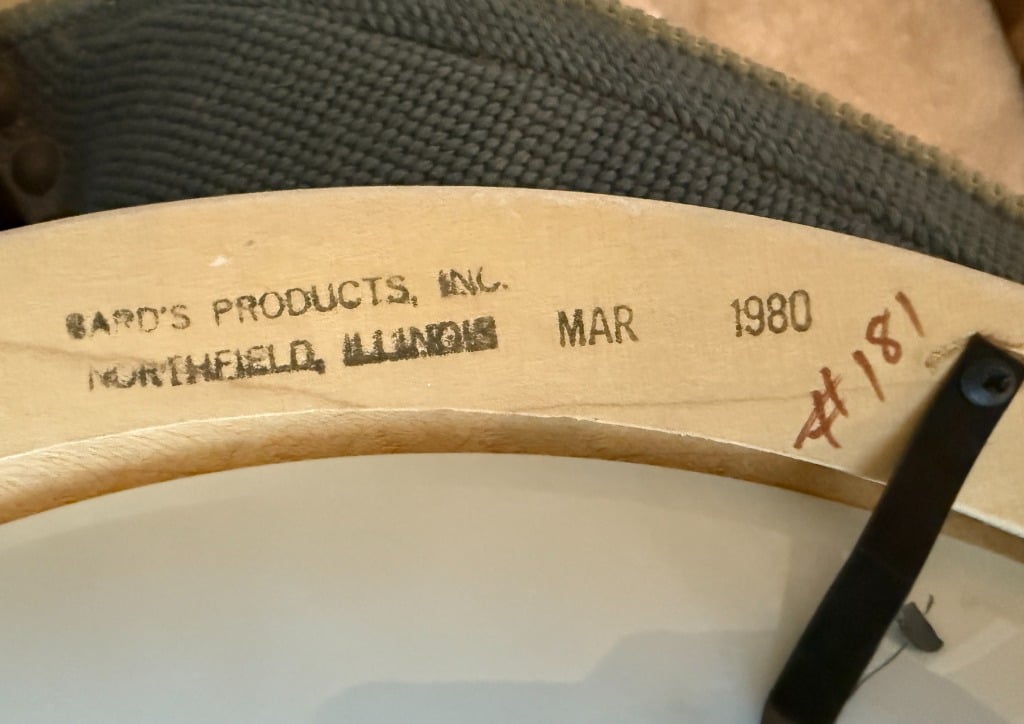 BARD'S PRODUCTS, INC.
NORTHFIELD, ILLINOIS
MAR 1980
#181